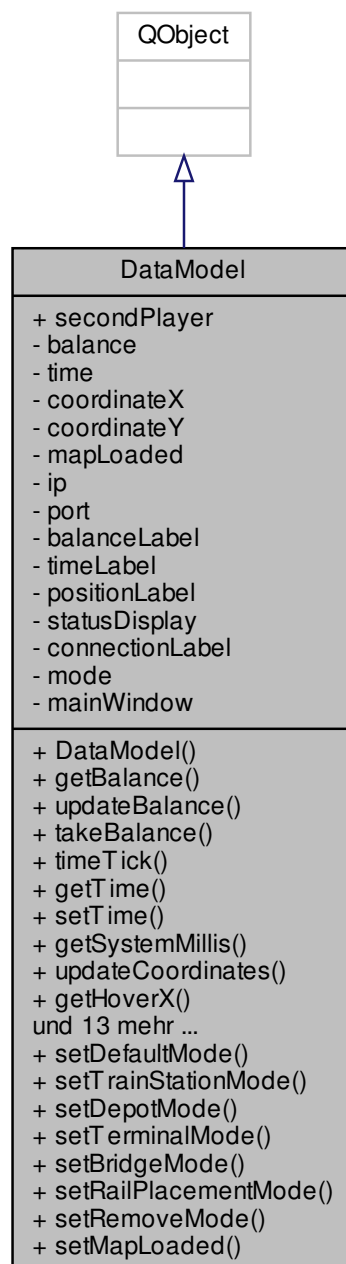 QObject
DataModel
+ secondPlayer
- balance
- time
- coordinateX
- coordinateY
- mapLoaded
- ip
- port
- balanceLabel
- timeLabel
- positionLabel
- statusDisplay
- connectionLabel
- mode
- mainWindow
+ DataModel()
+ getBalance()
+ updateBalance()
+ takeBalance()
+ timeTick()
+ getTime()
+ setTime()
+ getSystemMillis()
+ updateCoordinates()
+ getHoverX()
und 13 mehr ...
+ setDefaultMode()
+ setTrainStationMode()
+ setDepotMode()
+ setTerminalMode()
+ setBridgeMode()
+ setRailPlacementMode()
+ setRemoveMode()
+ setMapLoaded()